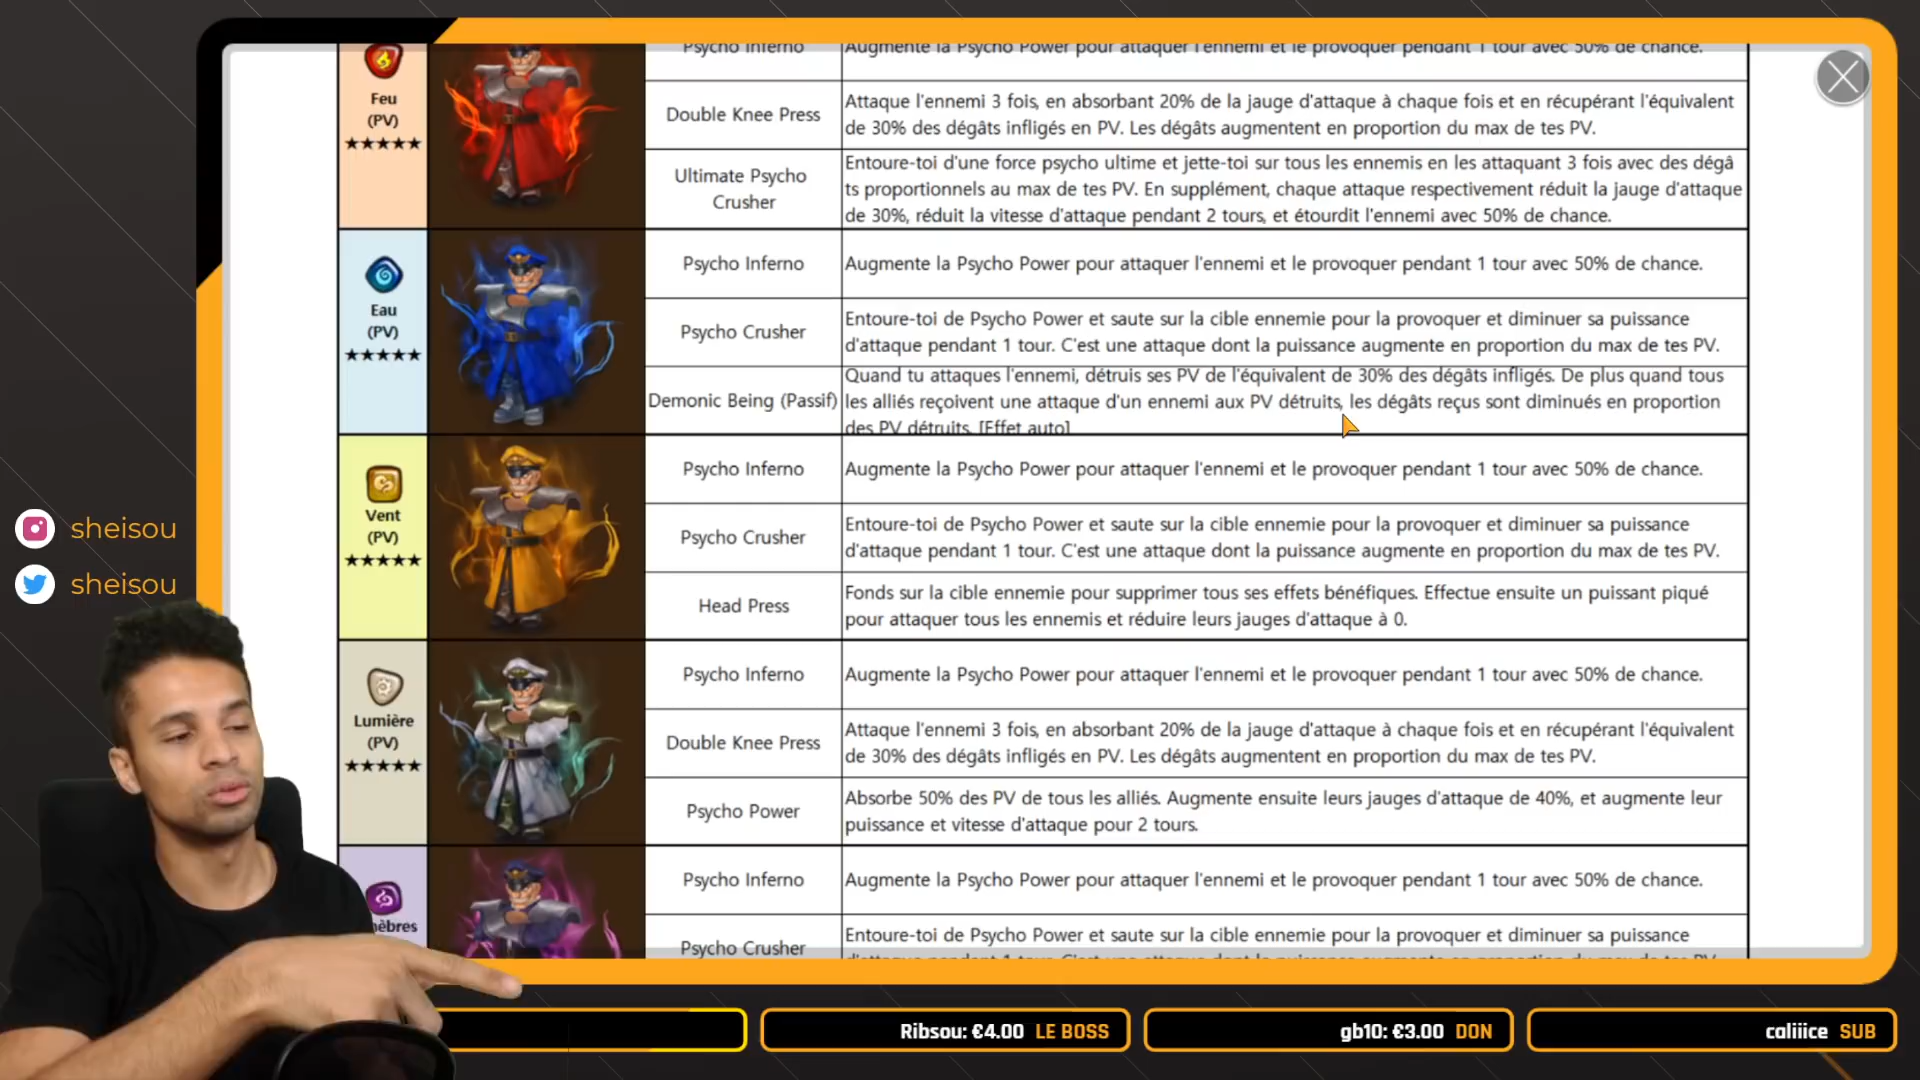 Psycho Inferno
Augmente la Psycho Power pour attaquer l'ennemi et le provoquer pendant 1 tour avec 50% de chance.
Feu
(PV)
★★★★★
Double Knee Press
Attaque l'ennemi 3 fois, en absorbant 20% de la jauge d'attaque à chaque fois et en récupérant l'équivalent
de 30% des dégâts infligés en PV. Les dégâts augmentent en proportion du max de tes PV.
Ultimate Psycho
Crusher
Entoure-toi d'une force psycho ultime et jette-toi sur tous les ennemis en les attaquant 3 fois avec des dégâ
ts proportionnels au max de tes PV. En supplément, chaque attaque respectivement réduit la jauge d'attaque
de 30%, réduit la vitesse d'attaque pendant 2 tours, et étourdit l'ennemi avec 50% de chance.
Eau
(PV)
★★★★★
Psycho Inferno
Augmente la Psycho Power pour attaquer l'ennemi et le provoquer pendant 1 tour avec 50% de chance.
Psycho Crusher
Entoure-toi de Psycho Power et saute sur la cible ennemie pour la provoquer et diminuer sa puissance
d'attaque pendant 1 tour. C'est une attaque dont la puissance augmente en proportion du max de tes PV.
Demonic Being (Passif)
Quand tu attaques l'ennemi, détruis ses PV de l'équivalent de 30% des dégâts infligés. De plus quand tous
les alliés reçoivent une attaque d'un ennemi aux PV détruits, les dégâts reçus sont diminués en proportion
des PV détruits. [Effet auto]
Vent
(PV)
★★★★★
Psycho Inferno
Augmente la Psycho Power pour attaquer l'ennemi et le provoquer pendant 1 tour avec 50% de chance.
Psycho Crusher
Entoure-toi de Psycho Power et saute sur la cible ennemie pour la provoquer et diminuer sa puissance
d'attaque pendant 1 tour. C'est une attaque dont la puissance augmente en proportion du max de tes PV.
Head Press
Fonds sur la cible ennemie pour supprimer tous ses effets bénéfiques. Effectue ensuite un puissant piqué
pour attaquer tous les ennemis et réduire leurs jauges d'attaque à 0.
Lumière
(PV)
★★★★★
Psycho Inferno
Augmente la Psycho Power pour attaquer l'ennemi et le provoquer pendant 1 tour avec 50% de chance.
Double Knee Press
Attaque l'ennemi 3 fois, en absorbant 20% de la jauge d'attaque à chaque fois et en récupérant l'équivalent
de 30% des dégâts infligés en PV. Les dégâts augmentent en proportion du max de tes PV.
Psycho Power
Absorbe 50% des PV de tous les alliés. Augmente ensuite leurs jauges d'attaque de 40%, et augmente leur
puissance et vitesse d'attaque pour 2 tours.
nèbres
Psycho Inferno
Augmente la Psycho Power pour attaquer l'ennemi et le provoquer pendant 1 tour avec 50% de chance.
Psycho Crusher
Entoure-toi de Psycho Power et saute sur la cible ennemie pour la provoquer et diminuer sa puissance
sheisou
sheisou
Ribsou: €4.00 LE BOSS
gb10: €3.00 DON
caliiice SUB